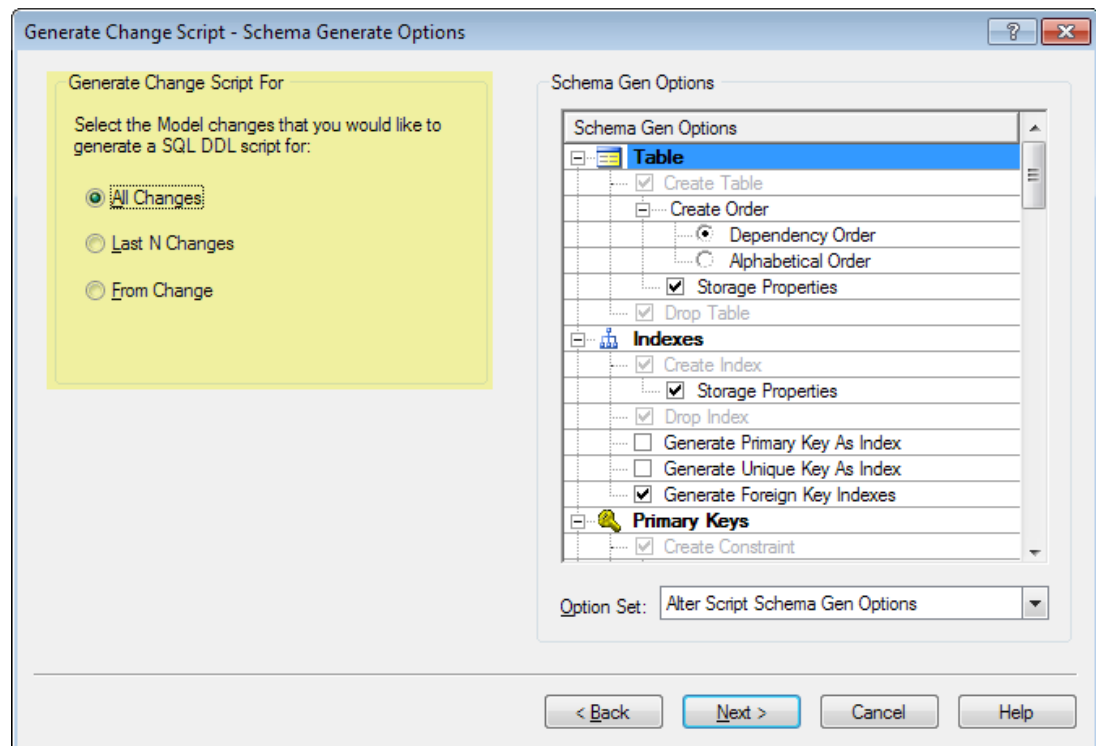 Generate Change Script - Schema Generate Options
Generate Change Script For
Select the Model changes that you would like to
generate a SQL DDL script for:
All Changes
Last N Changes
From Change
Schema Gen Options
Schema Gen Options
Table
Create Table
Create Order
Dependency Order
Alphabetical Order
Storage Properties
Drop Table
Indexes
Create Index
Storage Properties
Drop Index
Generate Primary Key As Index
Generate Unique Key As Index
Generate Foreign Key Indexes
Primary Keys
Create Constraint
Option Set: Alter Script Schema Gen Options
< Back Next > Cancel Help